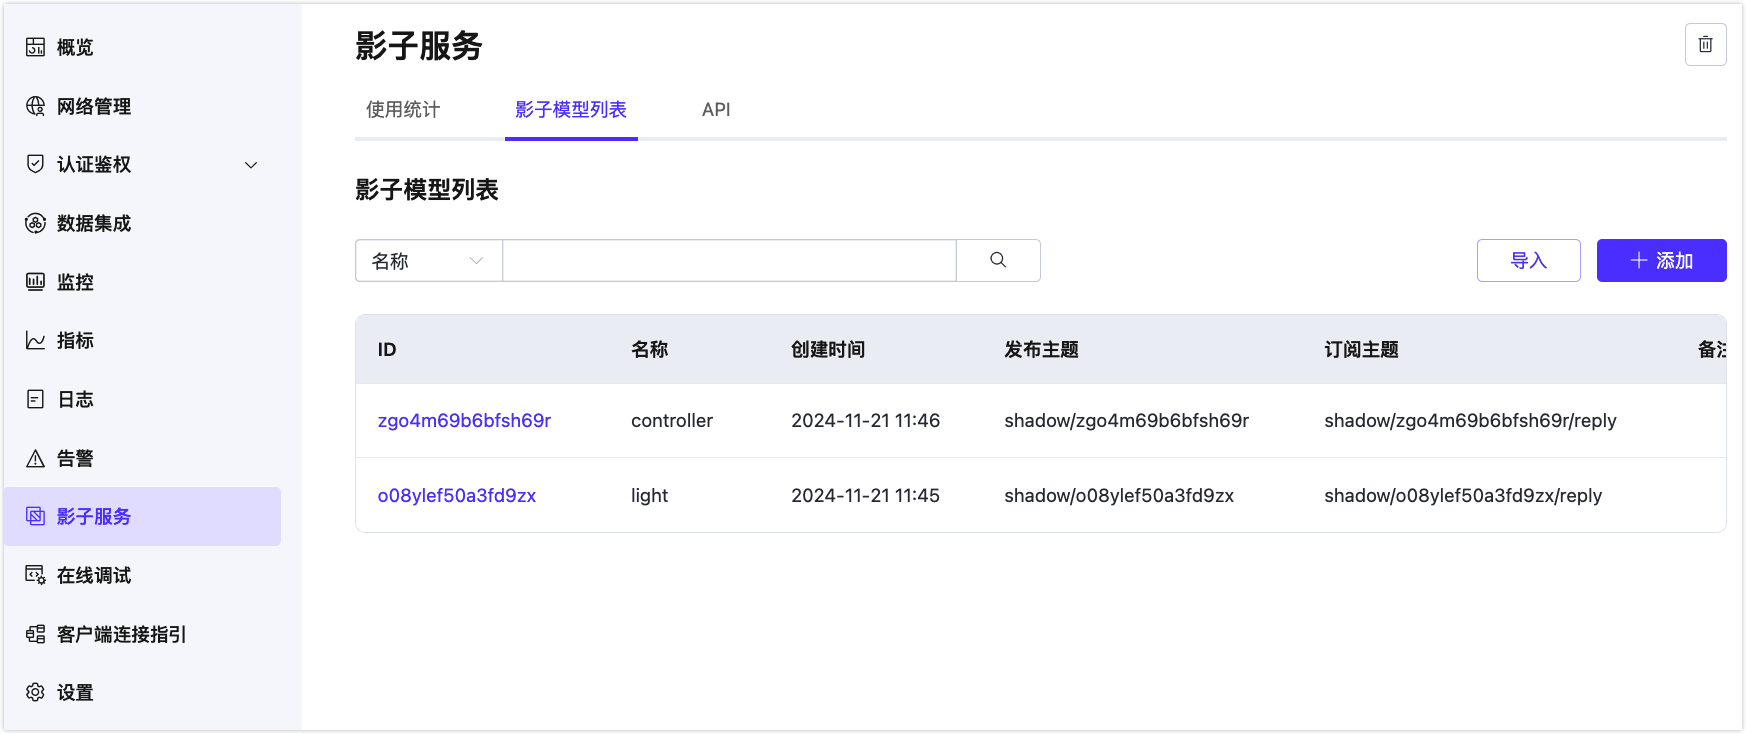 概览
网络管理
认证鉴权
数据集成
监控
指标
日志
告警
影子服务
在线调试
客户端连接指引
设置
影子服务
使用统计 影子模型列表 API
影子模型列表
名称 导入 添加
ID 名称 创建时间 发布主题 订阅主题 备注
zgo4m69b6bfsh69r controller 2024-11-21 11:46 shadow/zgo4m69b6bfsh69r shadow/zgo4m69b6bfsh69r/reply
o08ylef50a3fd9zx light 2024-11-21 11:45 shadow/o08ylef50a3fd9zx shadow/o08ylef50a3fd9zx/reply